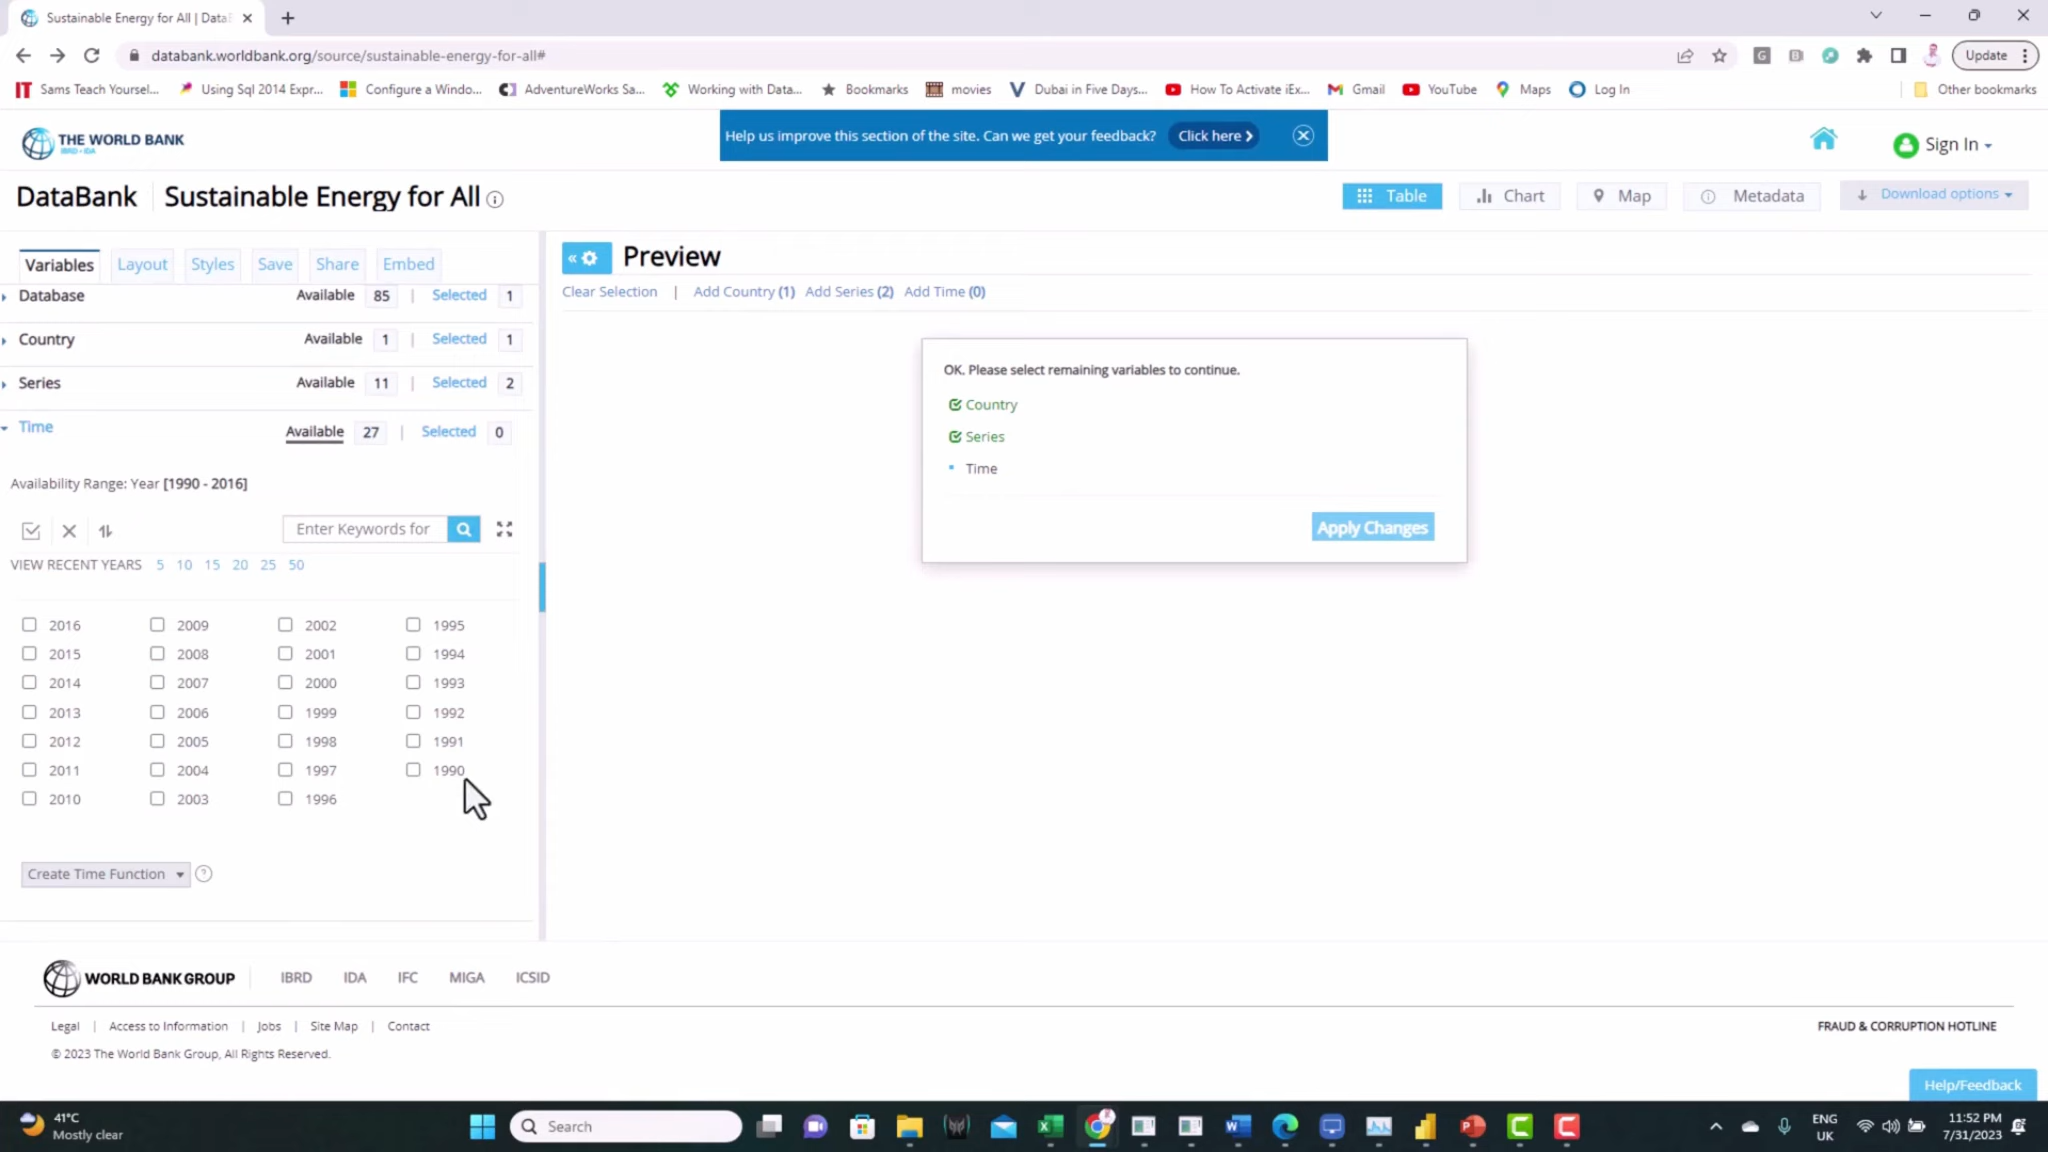 Sustainable Energy for All | Data
databank.worldbank.org/source/sustainable-energy-for-all#
Update
Sams Teach Yoursel...
Using Sql 2014 Expr...
Configure a Windo...
AdventureWorks Sa...
Working with Data...
Bookmarks
movies
Dubai in Five Days...
How To Activate iEx...
Gmail
YouTube
Maps
Log In
Other bookmarks
THE WORLD BANK
IBRD • IDA
Help us improve this section of the site. Can we get your feedback? Click here
Sign In
DataBank Sustainable Energy for All
Table
Chart
Map
Metadata
Download options
Variables
Layout
Styles
Save
Share
Embed
Database Available 85 | Selected 1
Country Available 1 | Selected 1
Series Available 11 | Selected 2
Time Available 27 | Selected 0
Availability Range: Year [1990 - 2016]
Enter Keywords for
VIEW RECENT YEARS 5 10 15 20 25 50
2016 2009 2002 1995
2015 2008 2001 1994
2014 2007 2000 1993
2013 2006 1999 1992
2012 2005 1998 1991
2011 2004 1997 1990
2010 2003 1996
Create Time Function
Preview
Clear Selection | Add Country (1) Add Series (2) Add Time (0)
OK. Please select remaining variables to continue.
Country
Series
Time
Apply Changes
WORLD BANK GROUP
IBRD IDA IFC MIGA ICSID
Legal | Access to Information | Jobs | Site Map | Contact
FRAUD & CORRUPTION HOTLINE
© 2023 The World Bank Group, All Rights Reserved.
Help/Feedback
41°C
Mostly clear
Search
ENG
UK
11:52 PM
7/31/2023